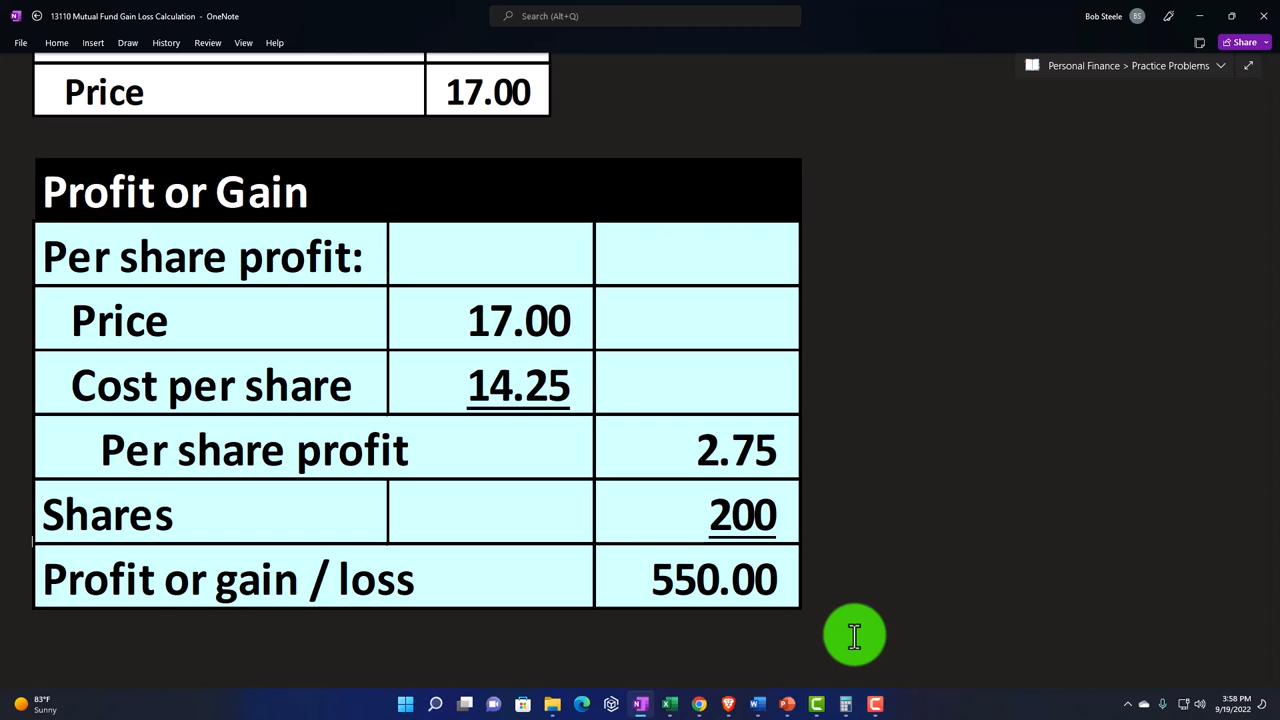 13110 Mutual Fund Gain Loss Calculation - OneNote
Search (Alt+Q)
Bob Steele BS
File Home Insert Draw History Review View Help
Share
Personal Finance > Practice Problems
Price 17.00
Profit or Gain
Per share profit:
Price 17.00
Cost per share 14.25
Per share profit 2.75
Shares 200
Profit or gain / loss 550.00
83°F
Sunny
3:58 PM
9/19/2022